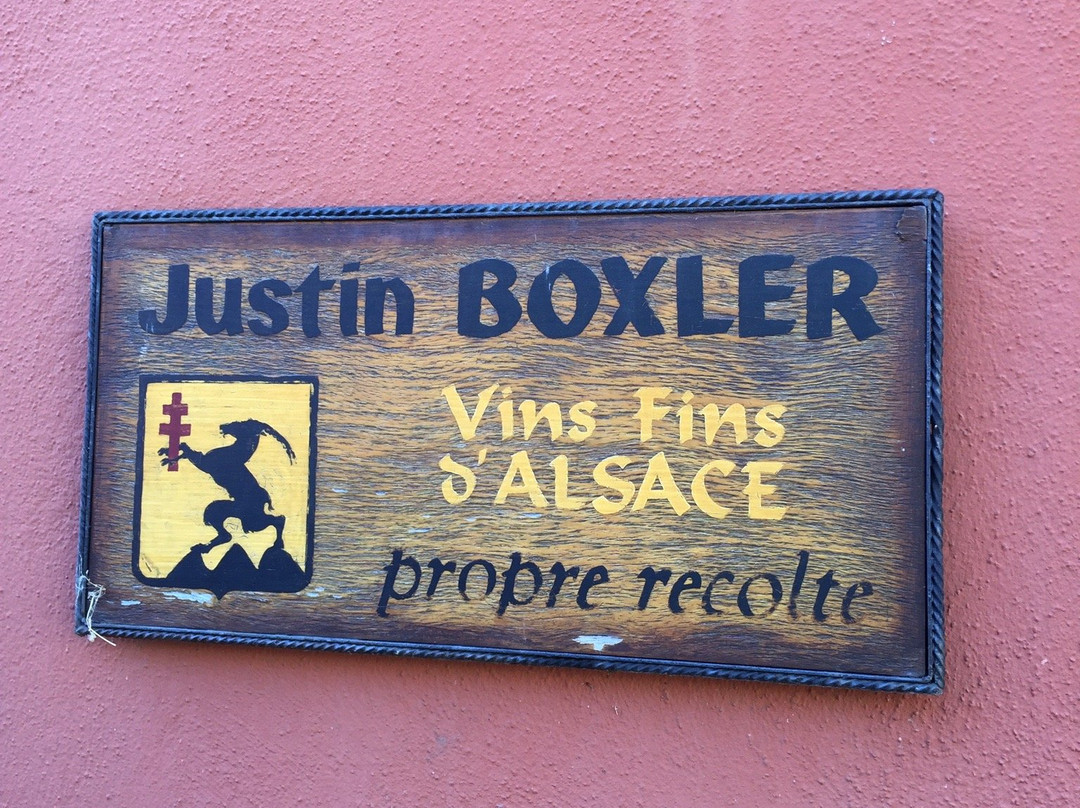 Justin BOXLER
Vins Fins
d'ALSACE
propre recolte